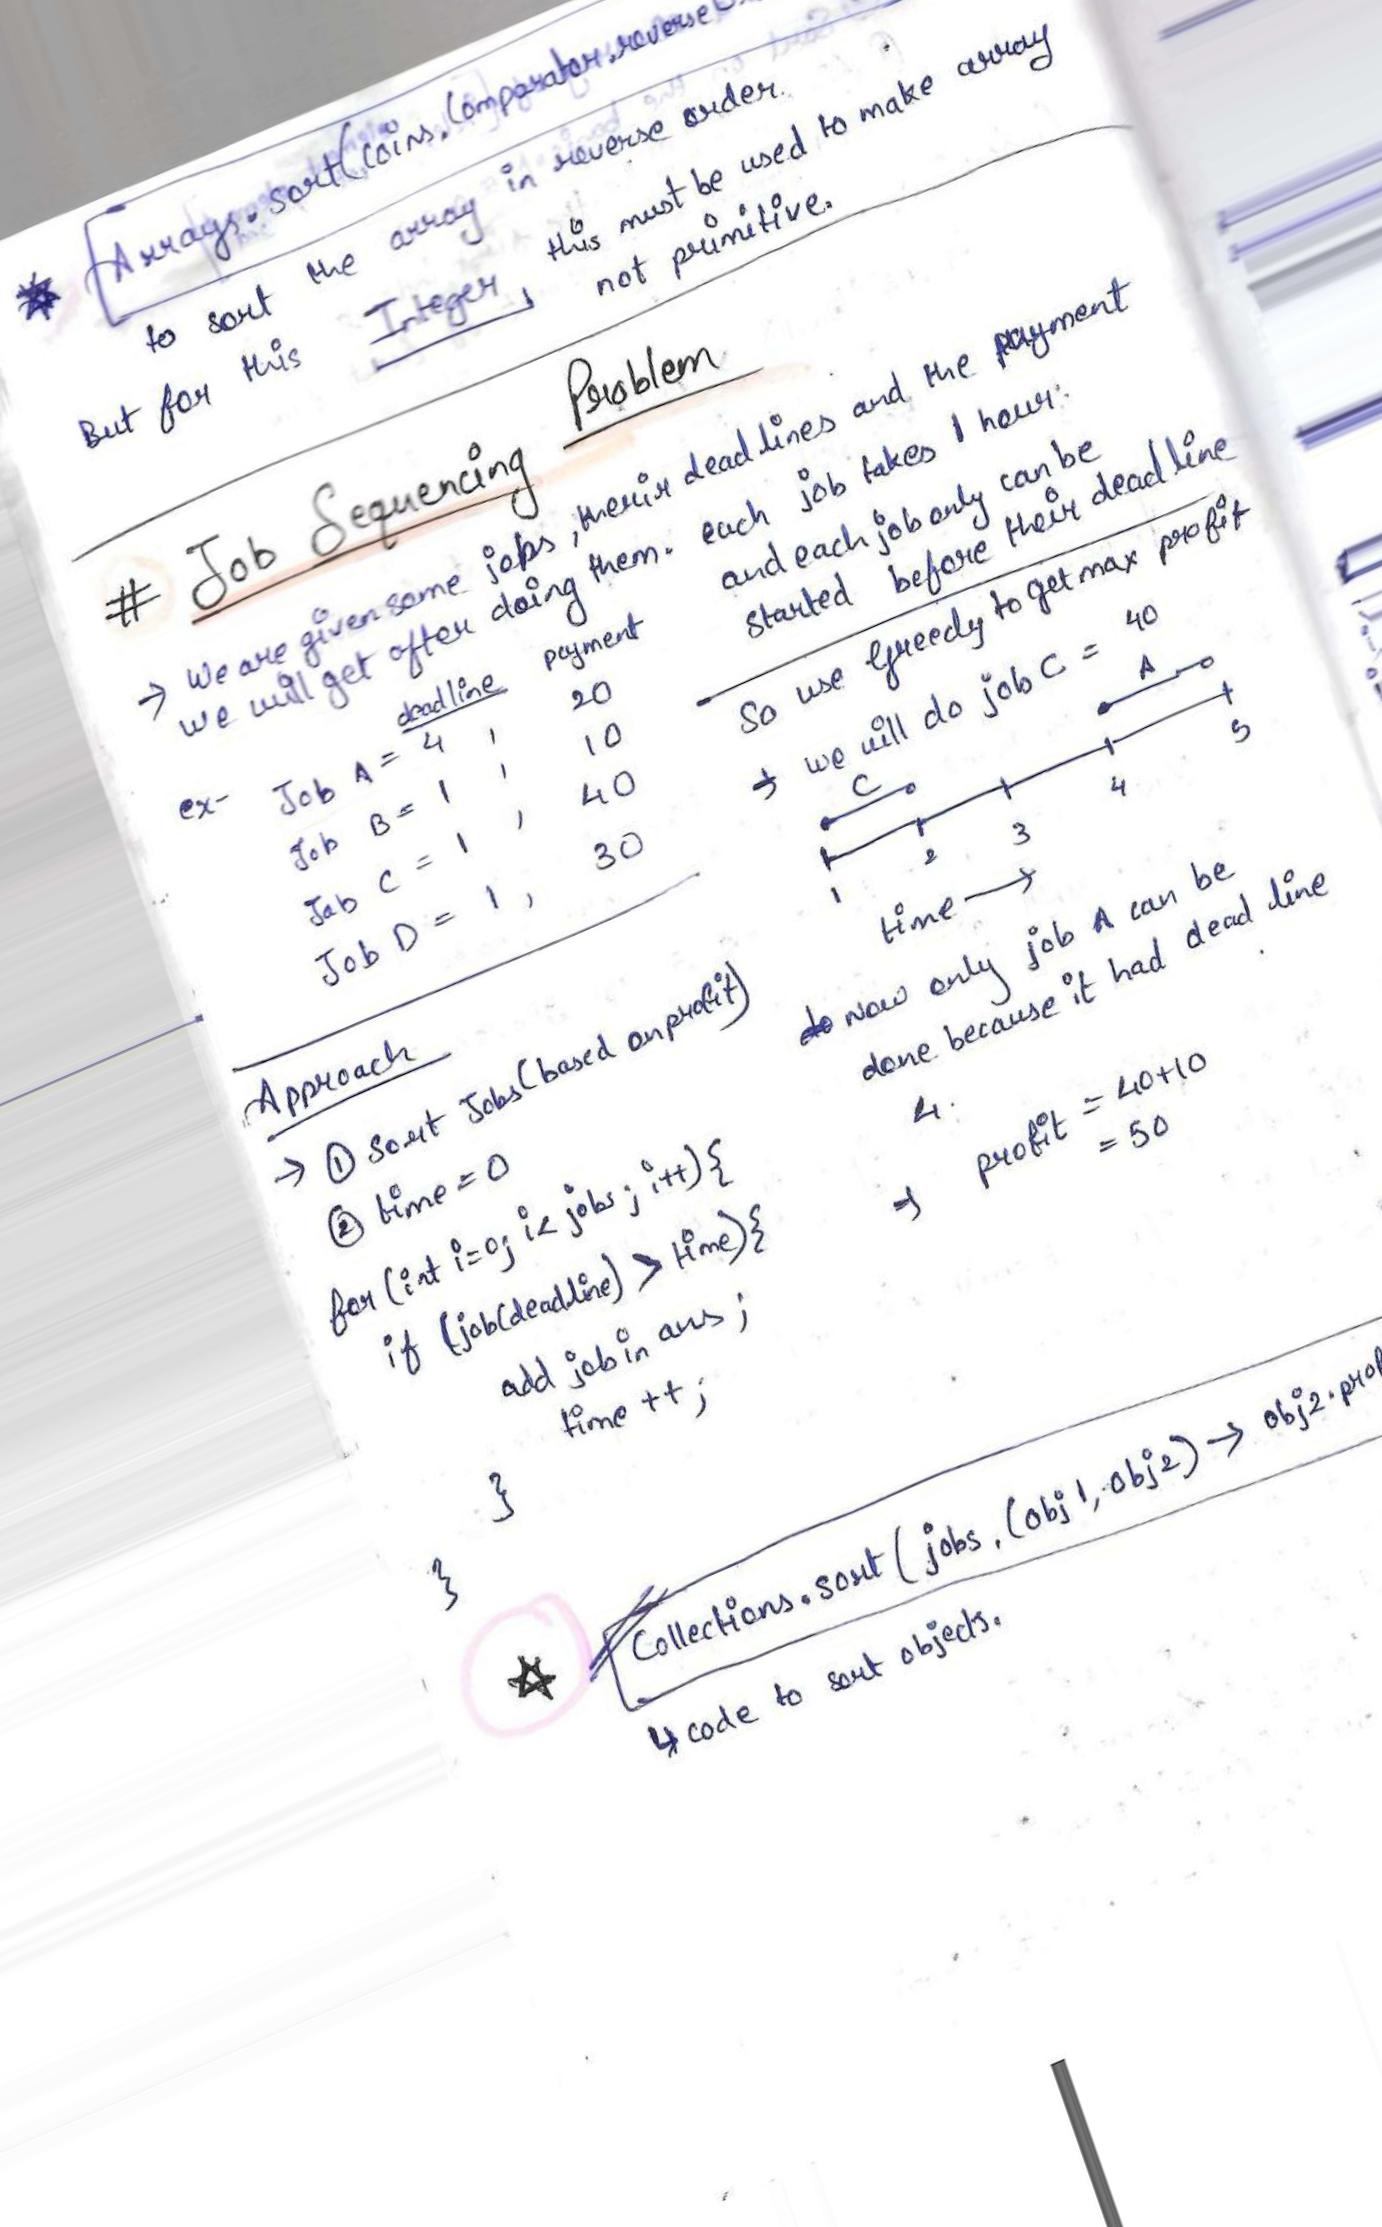 Arrays.sort(coins, Comparator.reverse
to sort the array in reverse order.
But for this Integer, this must be used to make array
not primitive.
# Job Sequencing Problem
→ We are given some jobs, their deadlines and the payment
we will get after doing them. each job takes 1 hour.
and each job only can be
started before their deadline
deadline payment
ex- Job A = 4 , 20
Job B = 1 , 10
Job C = 1 , 40
Job D = 1 , 30
So use Greedy to get max profit
→ we will do job C = 40
C A
1 2 3 4 5
time →
Now only job A can be
done because it had dead line
4.
→ profit = 40+10
= 50
Approach
→ ① Sort Jobs (based on profit)
② time = 0
for (int i=0; i< jobs; i++){
if (job(deadline) > time){
add job in ans;
time ++;
}
}
Collections.sort(jobs, (obj1, obj2) → obj2.prof
↳ code to sort objects.